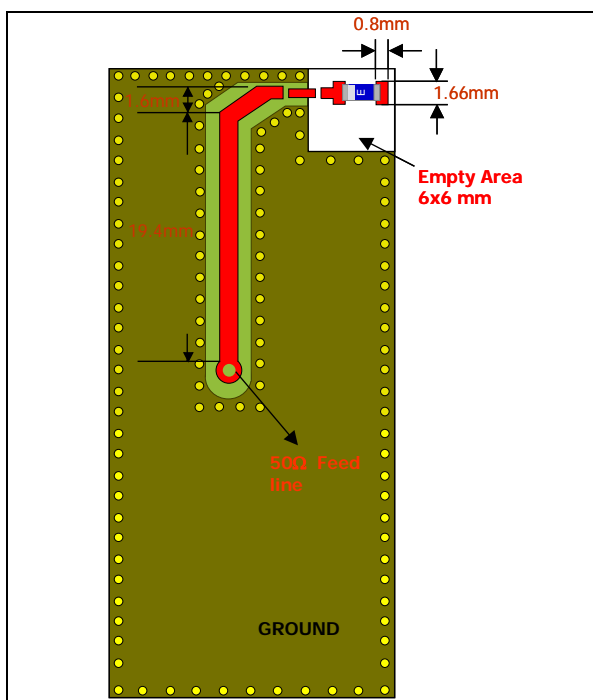 0.8mm
1.6mm
1.66mm
Empty Area
6x6 mm
E
19.4mm
50Ω Feed
line
GROUND